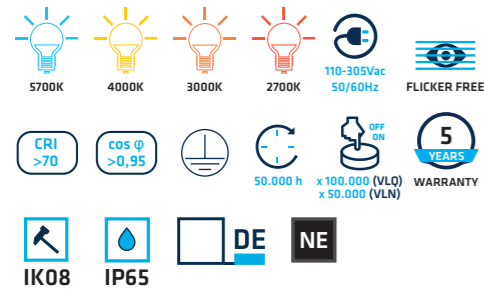 5700K
4000K
3000K
2700K
110-305Vac
50/60Hz
FLICKER FREE
CRI
>70
cos φ
>0,95
50.000 h
OFF
ON
x 100.000 (VLQ)
x 50.000 (VLN)
5
YEARS
WARRANTY
IK08
IP65
DE
NE